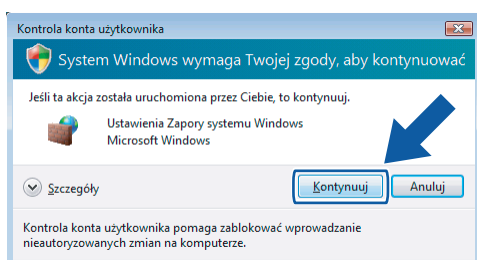 Kontrola konta użytkownika
System Windows wymaga Twojej zgody, aby kontynuować
Jeśli ta akcja została uruchomiona przez Ciebie, to kontynuuj.
Ustawienia Zapory systemu Windows
Microsoft Windows
Szczegóły
Kontynuuj
Anuluj
Kontrola konta użytkownika pomaga zablokować wprowadzanie
nieautoryzowanych zmian na komputerze.